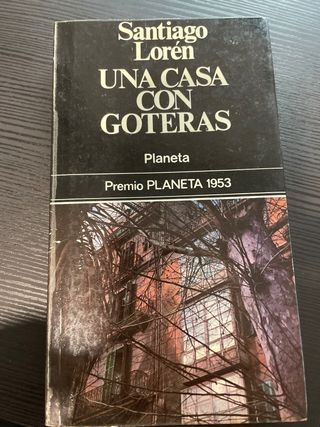 Santiago
Lorén
UNA CASA
CON
GOTERAS
Planeta
Premio PLANETA 1953